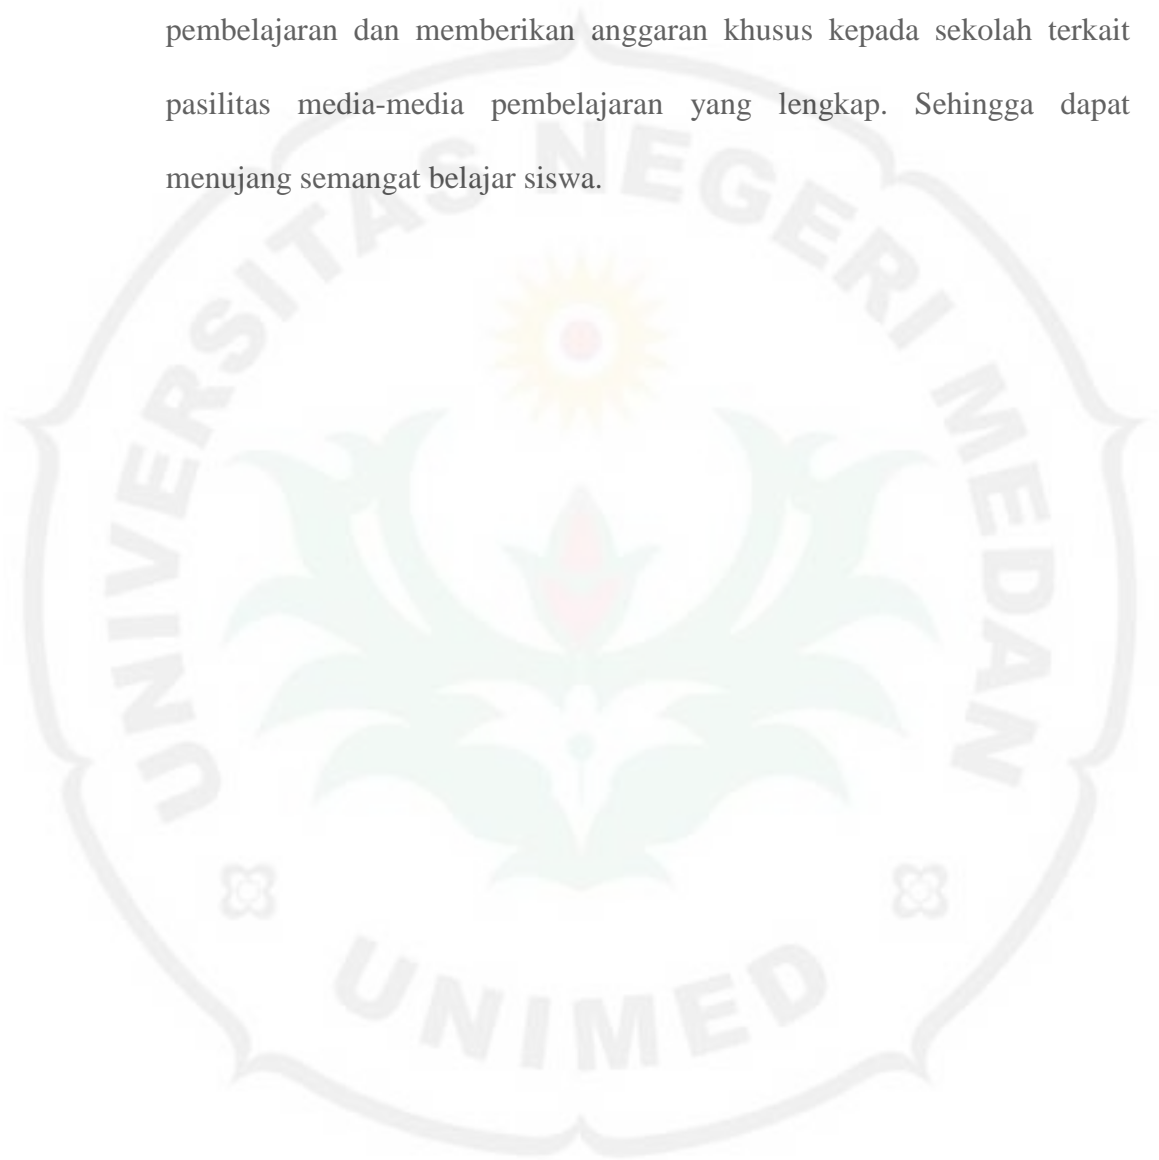 pembelajaran dan memberikan anggaran khusus kepada sekolah terkait
pasilitas media-media pembelajaran yang lengkap. Sehingga dapat
menujang semangat belajar siswa.
UNIVERSITAS NEGERI MEDAN
UNIMED